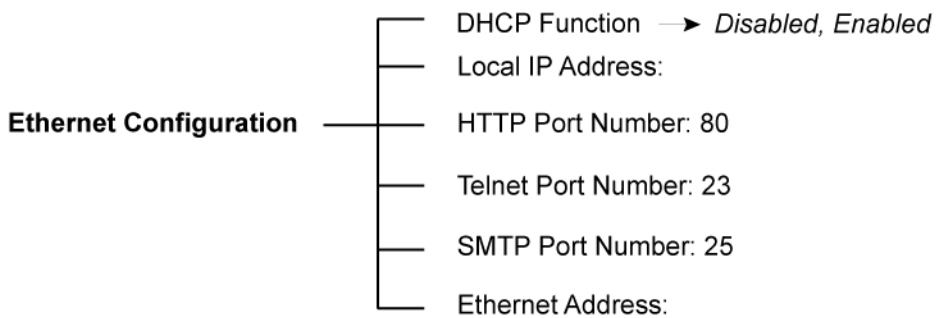 DHCP Function Disabled, Enabled
Local IP Address:
Ethernet Configuration
HTTP Port Number: 80
Telnet Port Number: 23
SMTP Port Number: 25
Ethernet Address: